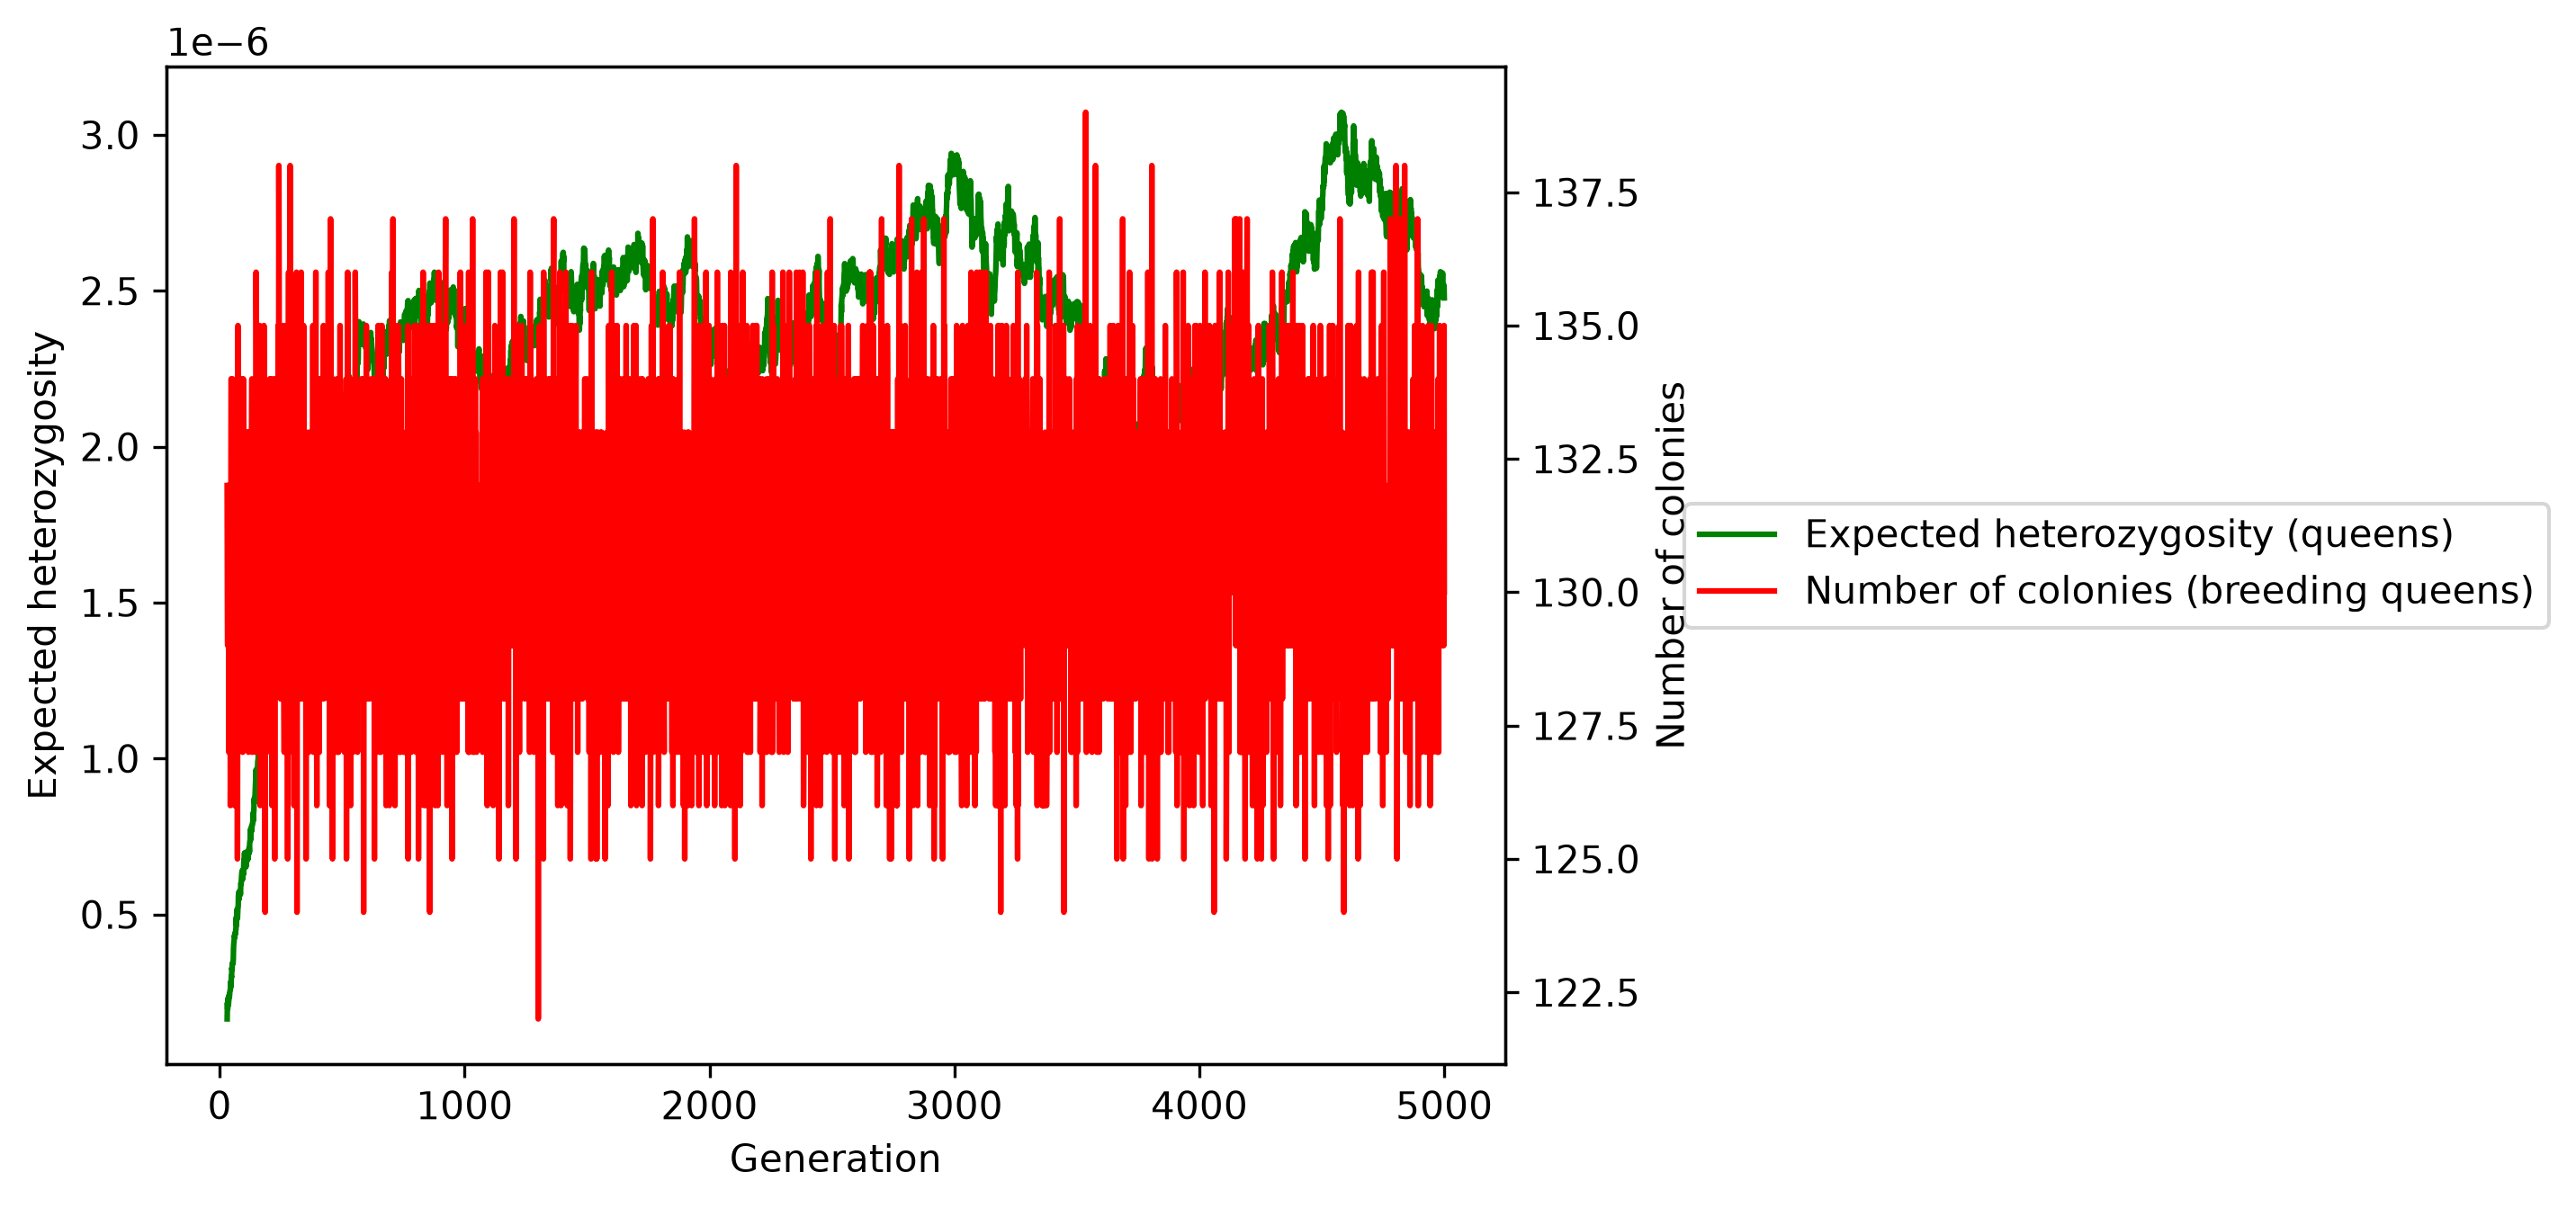 1e−6
Expected heterozygosity
3.0
2.5
2.0
1.5
1.0
0.5
137.5
135.0
132.5
130.0
127.5
125.0
122.5
Number of colonies
Expected heterozygosity (queens)
Number of colonies (breeding queens)
0 1000 2000 3000 4000 5000
Generation